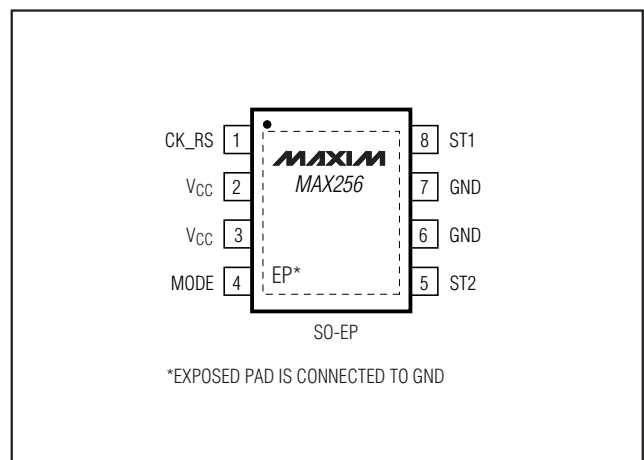 CK_RS 1 8 ST1
MAXIM
VCC 2 MAX256 7 GND
VCC 3 6 GND
MODE 4 EP* 5 ST2
SO-EP
*EXPOSED PAD IS CONNECTED TO GND